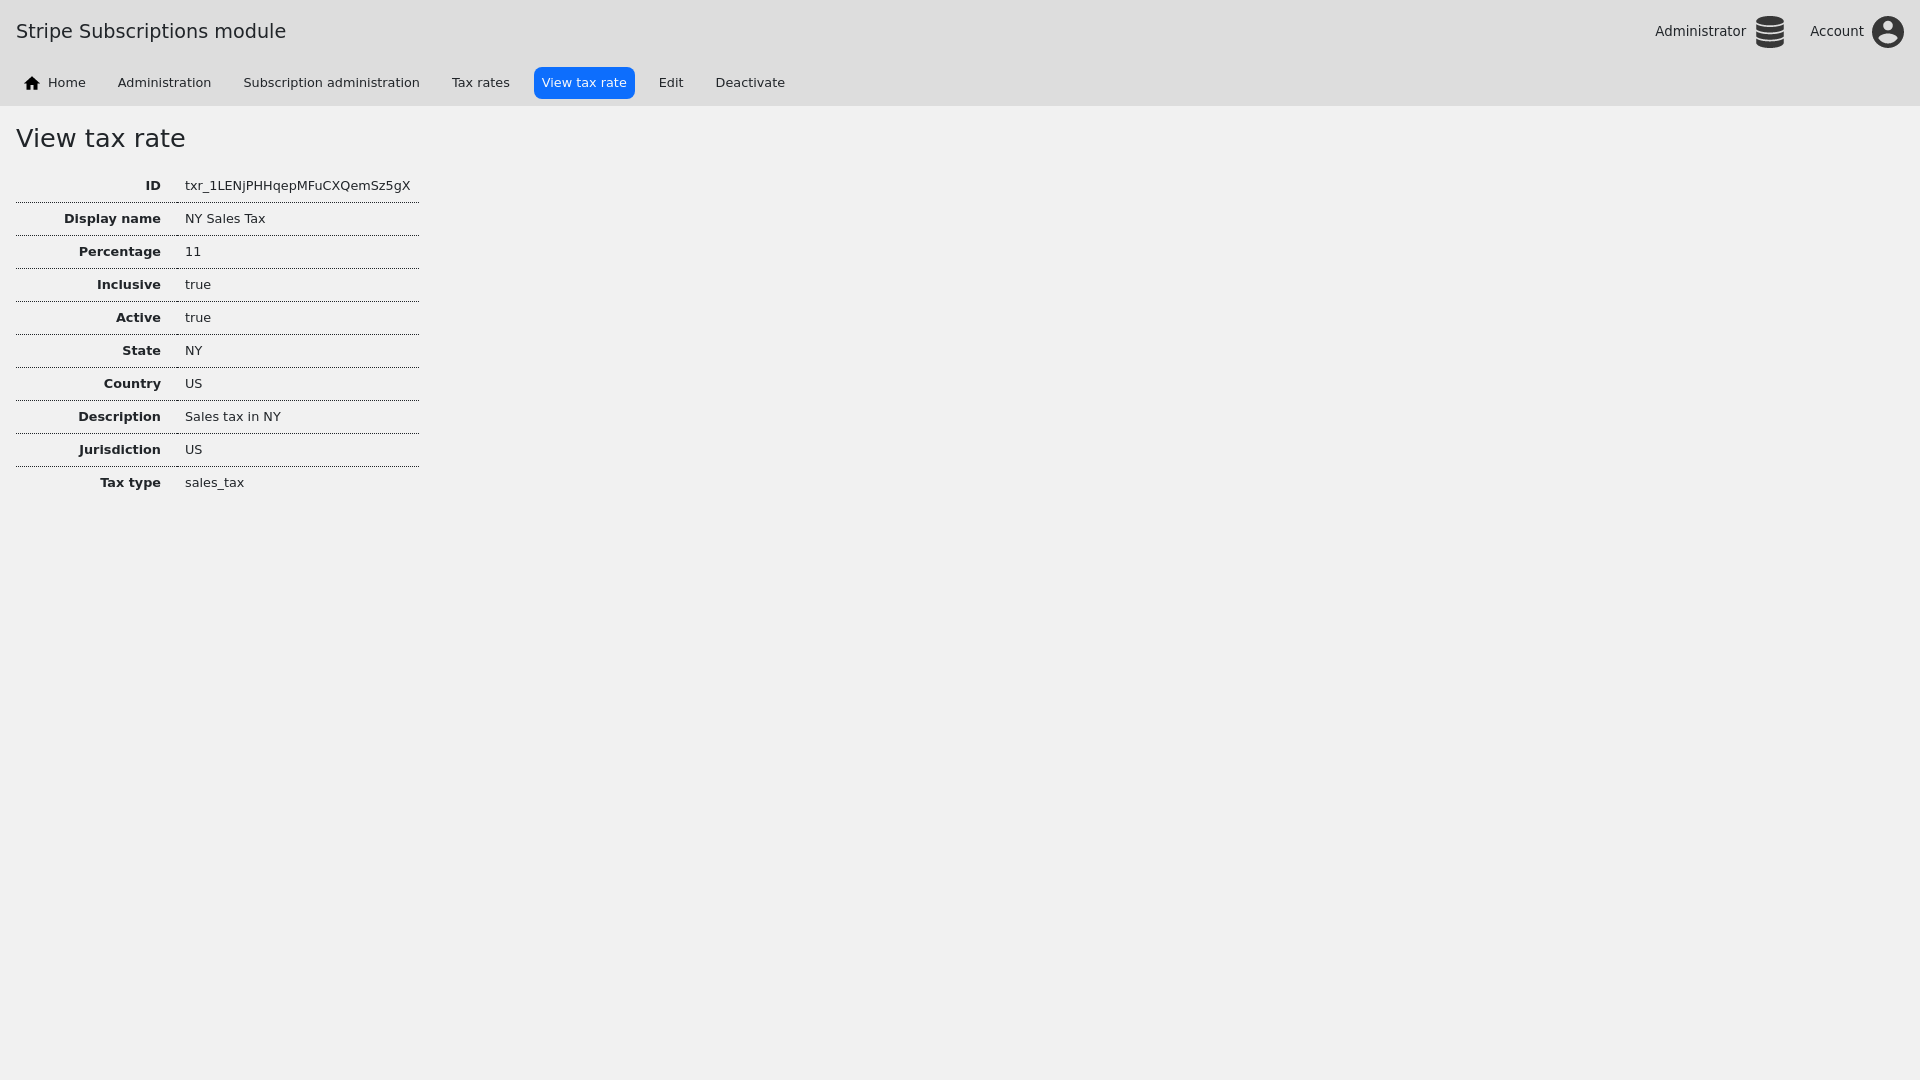 Stripe Subscriptions module
Administrator
Account
Home
Administration
Subscription administration
Tax rates
View tax rate
Edit
Deactivate
View tax rate
ID txr_1LENjPHHqepMFuCXQemSz5gX
Display name NY Sales Tax
Percentage 11
Inclusive true
Active true
State NY
Country US
Description Sales tax in NY
Jurisdiction US
Tax type sales_tax